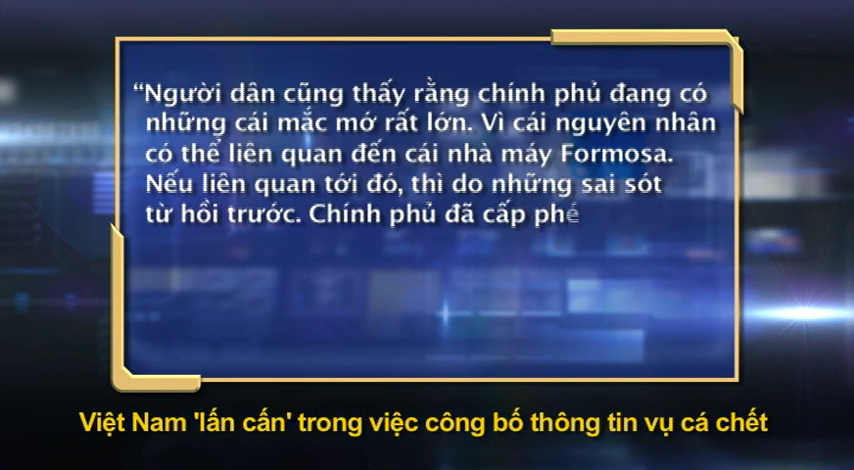 “Người dân cũng thấy rằng chính phủ đang có
những cái mắc mớ rất lớn. Vì cái nguyên nhân
có thể liên quan đến cái nhà máy Formosa.
Nếu liên quan tới đó, thì do những sai sót
từ hồi trước. Chính phủ đã cấp phé
Việt Nam 'lấn cấn' trong việc công bố thông tin vụ cá chết